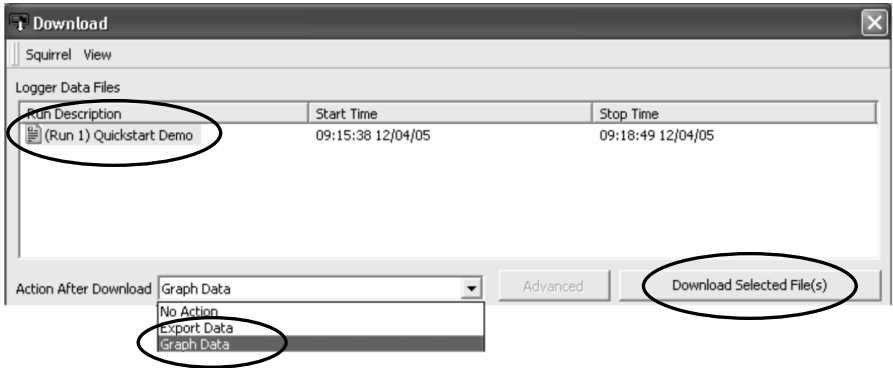 Download
Squirrel View
Logger Data Files
Run Description Start Time Stop Time
(Run 1) Quickstart Demo 09:15:38 12/04/05 09:18:49 12/04/05
Action After Download Graph Data Advanced Download Selected File(s)
No Action
Export Data
Graph Data